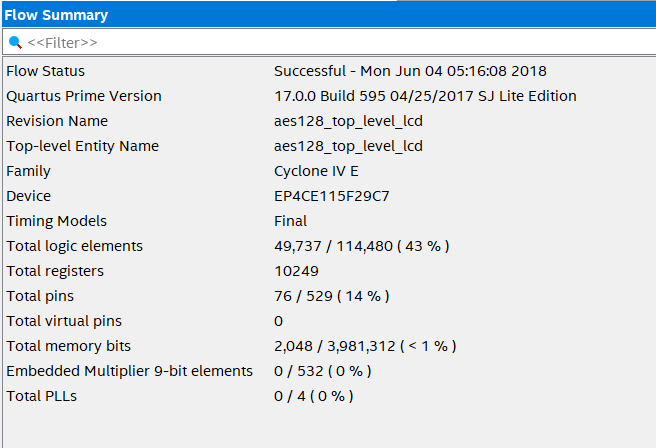 Flow Summary
<<Filter>>
Flow Status Successful - Mon Jun 04 05:16:08 2018
Quartus Prime Version 17.0.0 Build 595 04/25/2017 SJ Lite Edition
Revision Name aes128_top_level_lcd
Top-level Entity Name aes128_top_level_lcd
Family Cyclone IV E
Device EP4CE115F29C7
Timing Models Final
Total logic elements 49,737 / 114,480 ( 43 % )
Total registers 10249
Total pins 76 / 529 ( 14 % )
Total virtual pins 0
Total memory bits 2,048 / 3,981,312 ( < 1 % )
Embedded Multiplier 9-bit elements 0 / 532 ( 0 % )
Total PLLs 0 / 4 ( 0 % )